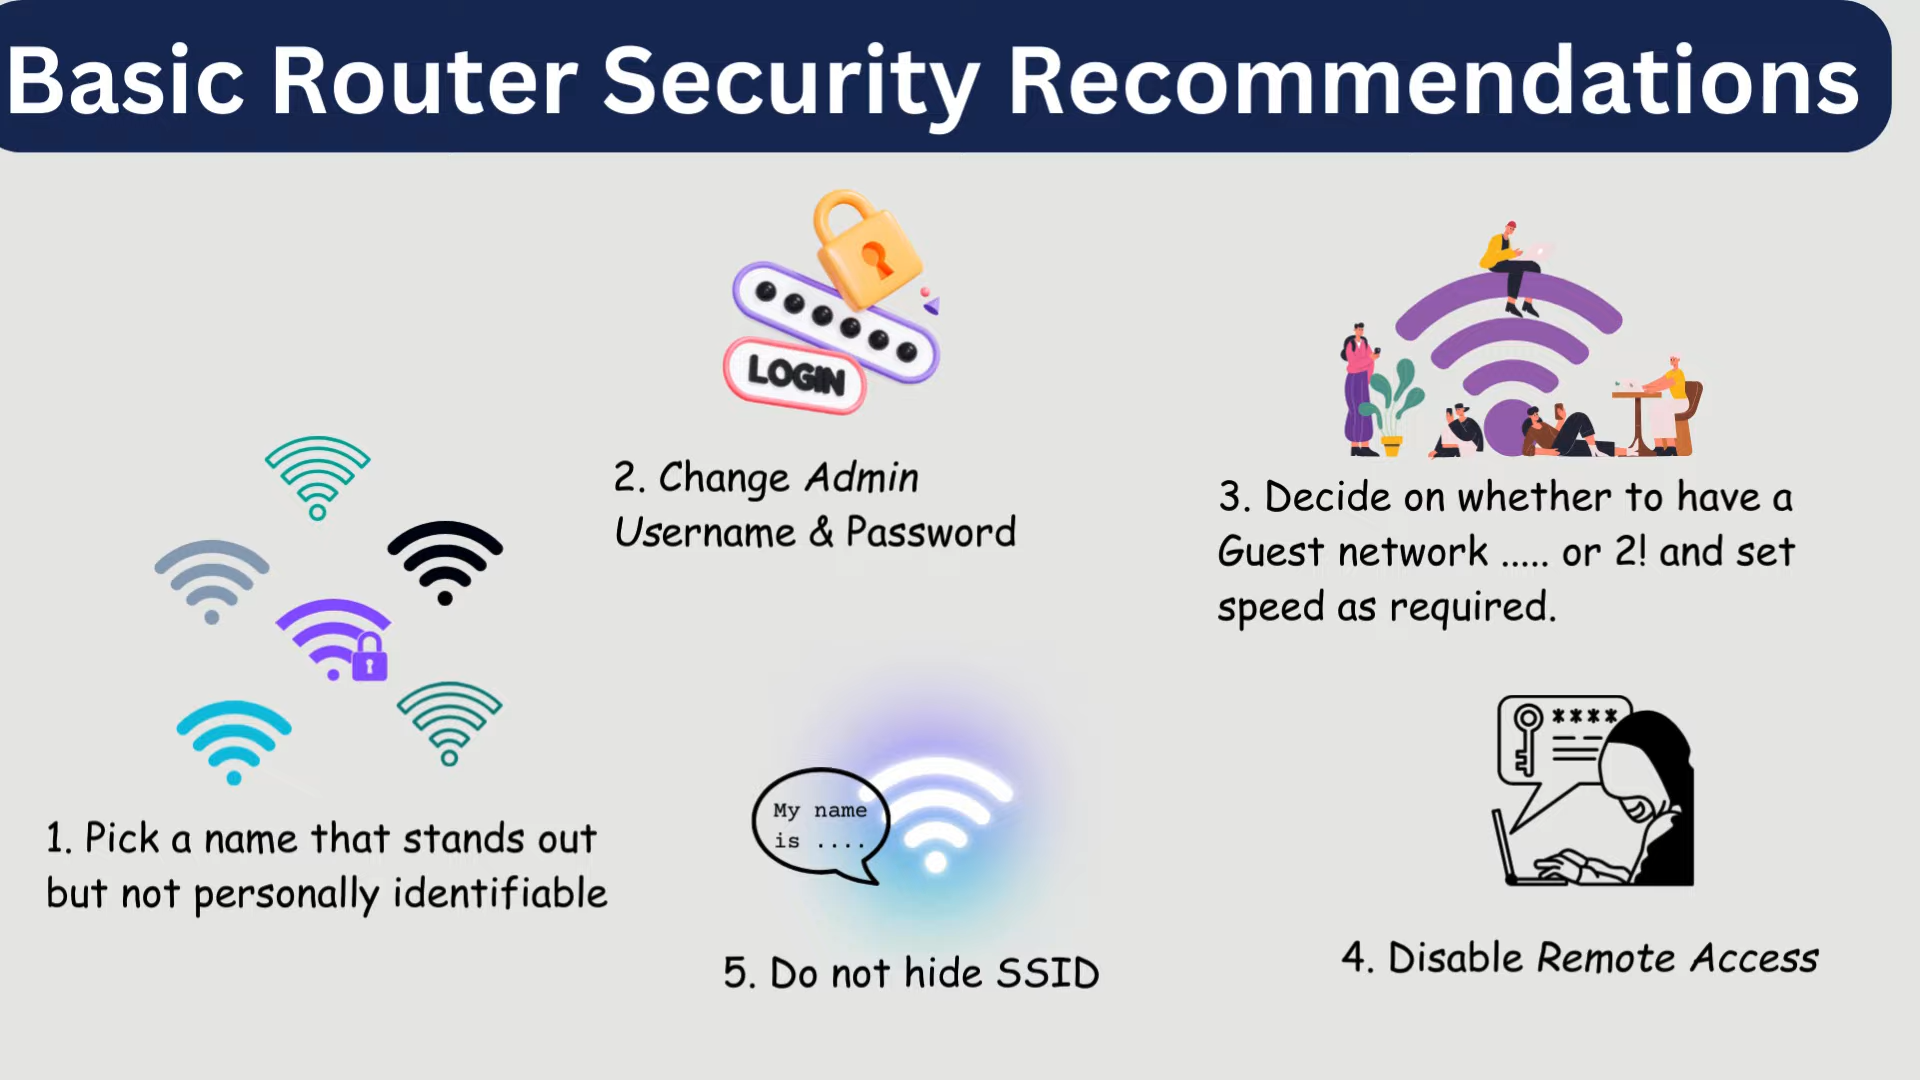 Basic Router Security Recommendations
LOGIN
2. Change Admin
Username & Password
3. Decide on whether to have a
Guest network ..... or 2! and set
speed as required.
1. Pick a name that stands out
but not personally identifiable
My name
is ....
5. Do not hide SSID
****
4. Disable Remote Access